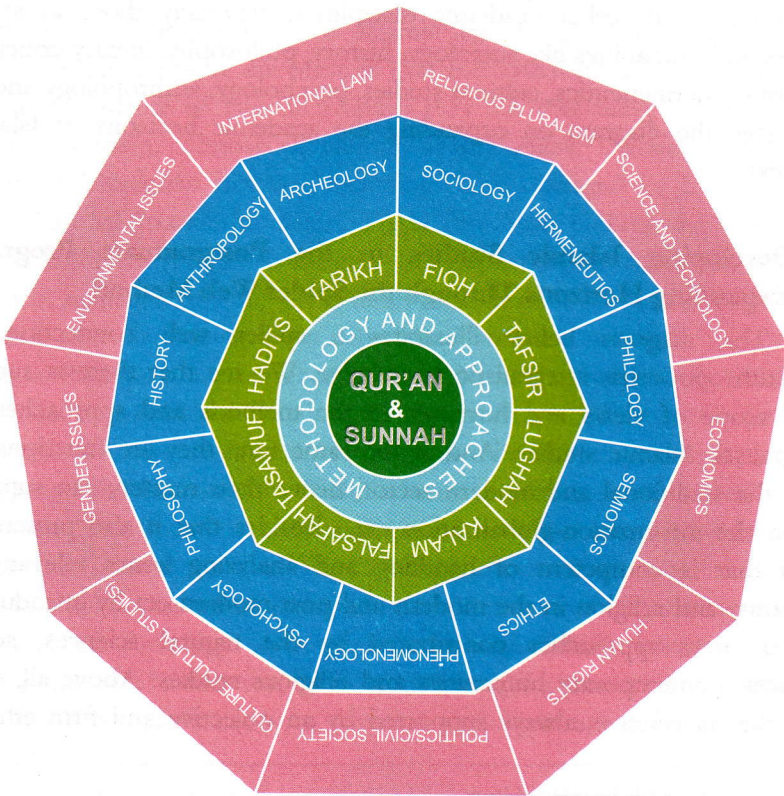 QUR'AN
&
SUNNAH
METHODOLOGY AND APPROACHES
FIQH
TAFSIR
LUGHAH
KALAM
FALSAFAH
TASAWUF
HADITS
TARIKH
SOCIOLOGY
HERMENEUTICS
PHILOLOGY
SEMIOTICS
ETHICS
PHENOMENOLOGY
PSYCHOLOGY
PHILOSOPHY
HISTORY
ANTHROPOLOGY
ARCHEOLOGY
RELIGIOUS PLURALISM
SCIENCE AND TECHNOLOGY
ECONOMICS
HUMAN RIGHTS
POLITICS/CIVIL SOCIETY
CULTURE (CULTURAL STUDIES)
GENDER ISSUES
ENVIRONMENTAL ISSUES
INTERNATIONAL LAW